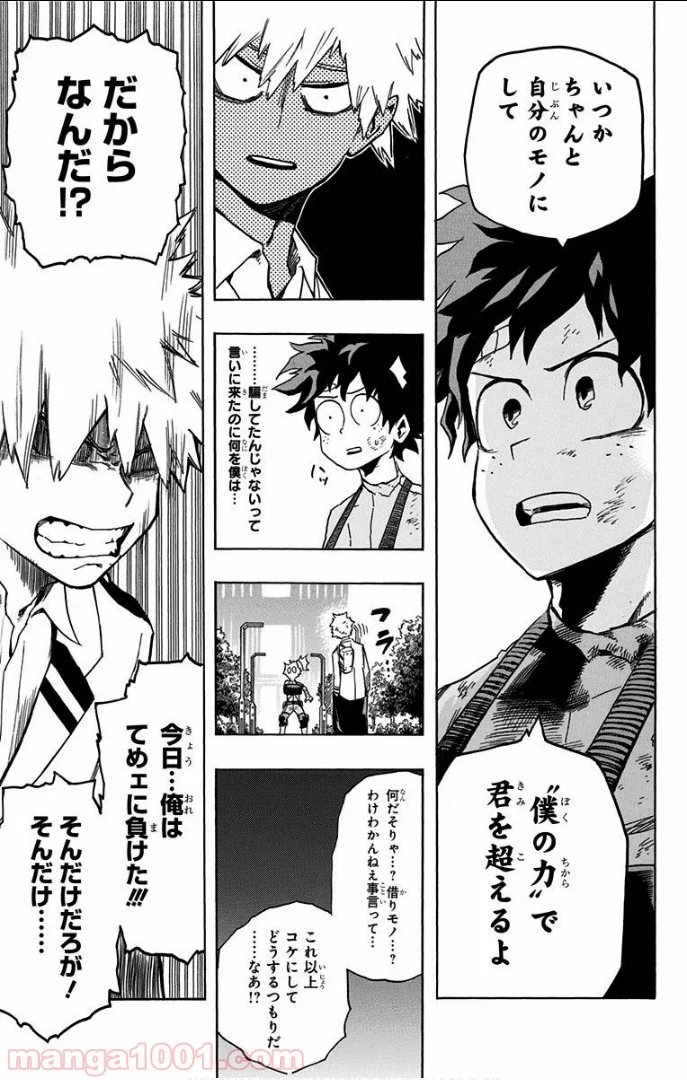 いつか
ちゃんと
自分のモノに
して
“僕の力”で
君を超えるよ
………騙してたんじゃないって
言いに来たのに何を僕は…
ハッ
フラ
何だそりゃ…？借りモノ…？
わけわかんねえ事言って…
これ以上
コケにして
どうするつもりだ
……なあ!?
だから
なんだ!?
今日…俺は
てめェに負けた!!!
そんだけだろが！
そんだけ……
manga1001.com